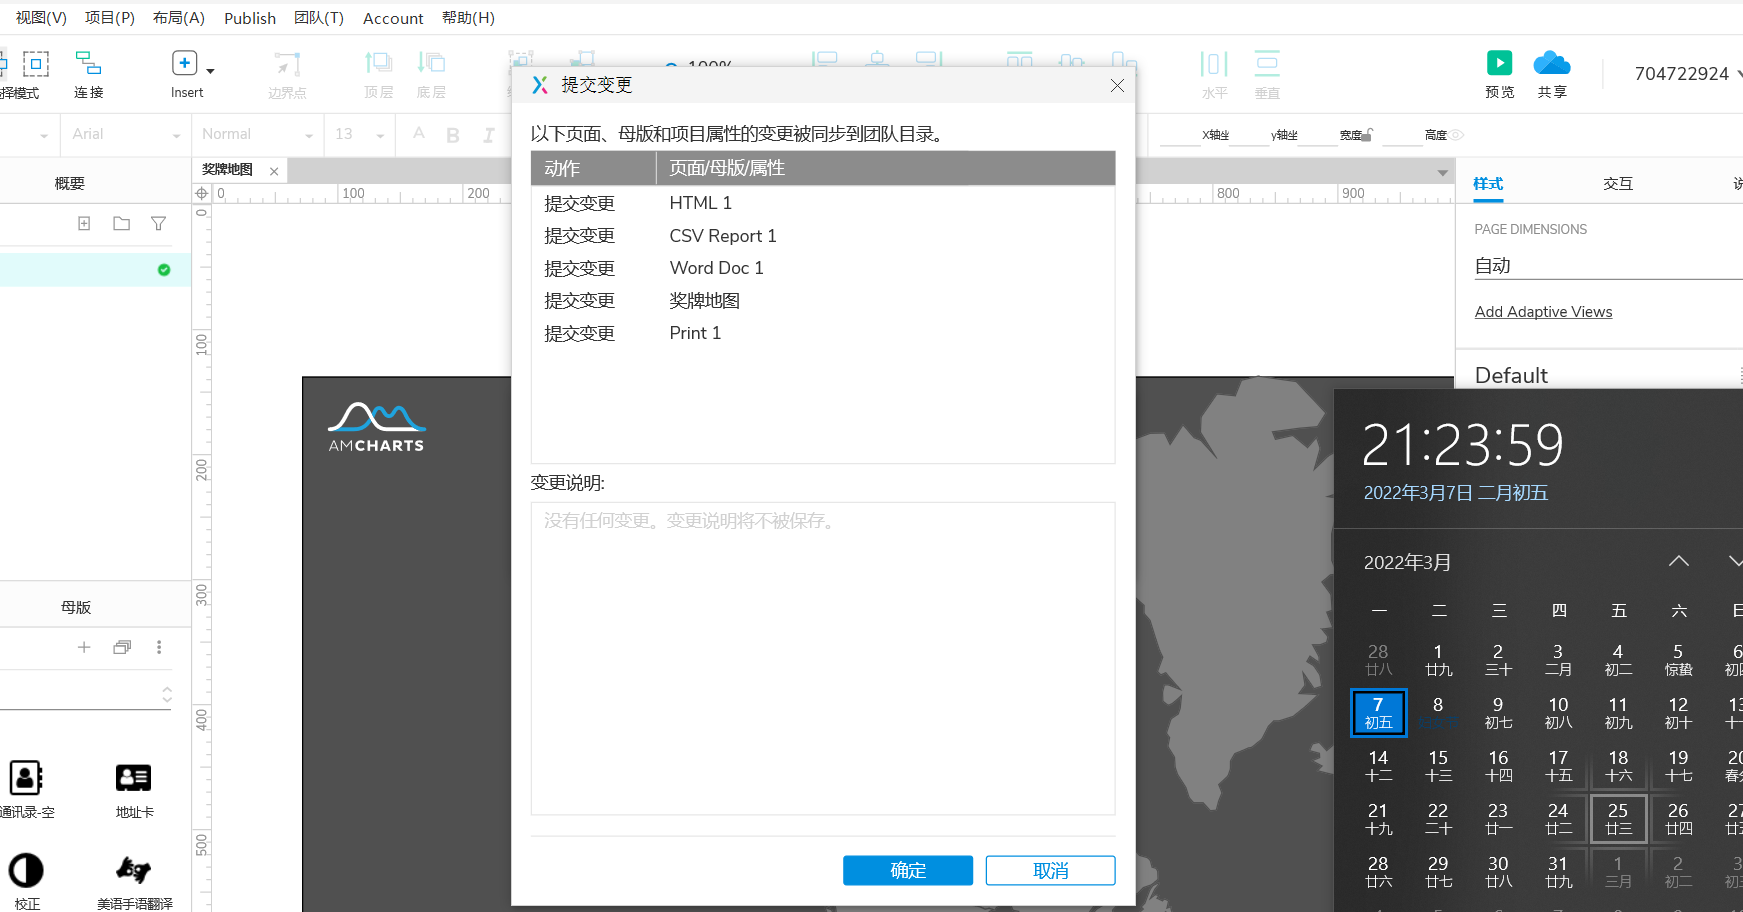 视图(V) 项目(P) 布局(A) Publish 团队(T) Account 帮助(H)
100%
择模式 连接 Insert 边界点 顶层 底层 水平 垂直 预览 共享 704722924
Arial Normal 13 A B I X轴坐 y轴坐 宽度 高度
概要
奖牌地图
0 100 200 800 900
0
100
200
300
400
500
母版
通讯录-空 地址卡
校正 美语手语翻译
提交变更
以下页面、母版和项目属性的变更被同步到团队目录。
动作 页面/母版/属性
提交变更 HTML 1
提交变更 CSV Report 1
提交变更 Word Doc 1
提交变更 奖牌地图
提交变更 Print 1
变更说明:
没有任何变更。变更说明将不被保存。
确定 取消
AMCHARTS
样式 交互 说
PAGE DIMENSIONS
自动
Add Adaptive Views
Default
21:23:59
2022年3月7日 二月初五
2022年3月
一 二 三 四 五 六 日
28 1 2 3 4 5 6
廿八 廿九 三十 二月 初二 惊蛰 初四
7 8 9 10 11 12 13
初五 初七 初八 初九 初十 十一
14 15 16 17 18 19 20
十二 十三 十四 十五 十六 十七 春分
21 22 23 24 25 26 27
十九 二十 廿一 廿二 廿三 廿四 廿五
28 29 30 31 1 2 3
廿六 廿七 廿八 廿九 三月 初二 初三